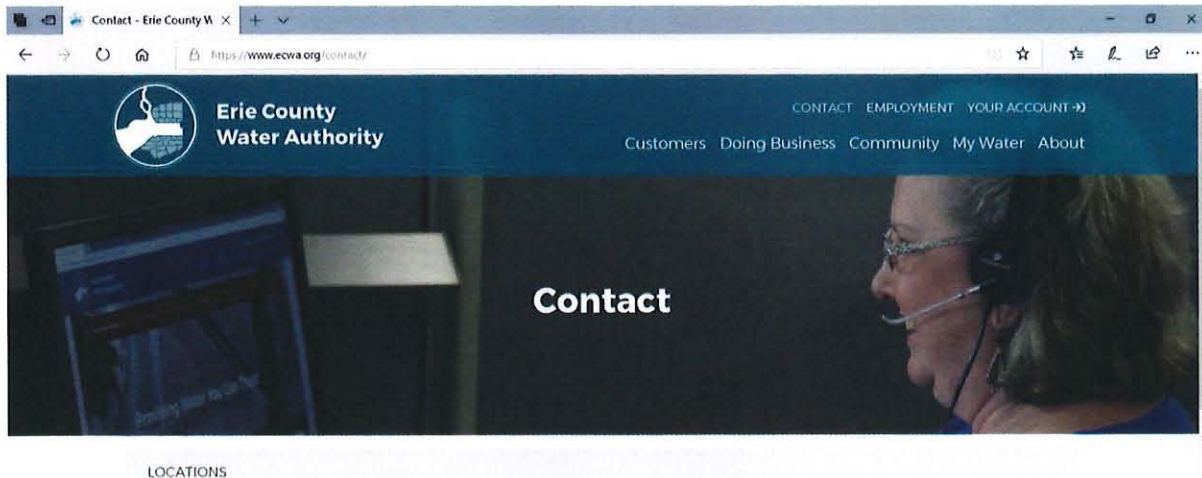 Contact - Erie County W
https://www.ecwa.org/contact/
Erie County
Water Authority
CONTACT EMPLOYMENT YOUR ACCOUNT
Customers Doing Business Community My Water About
Contact
LOCATIONS